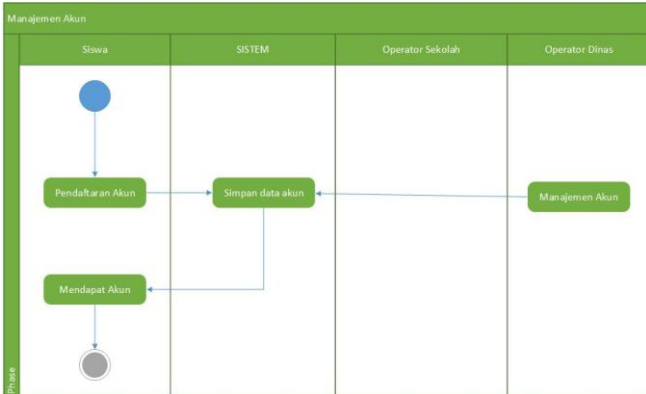 Manajemen Akun
Siswa
SISTEM
Operator Sekolah
Operator Dinas
Pendaftaran Akun
Simpan data akun
Manajemen Akun
Mendapat Akun
Phase